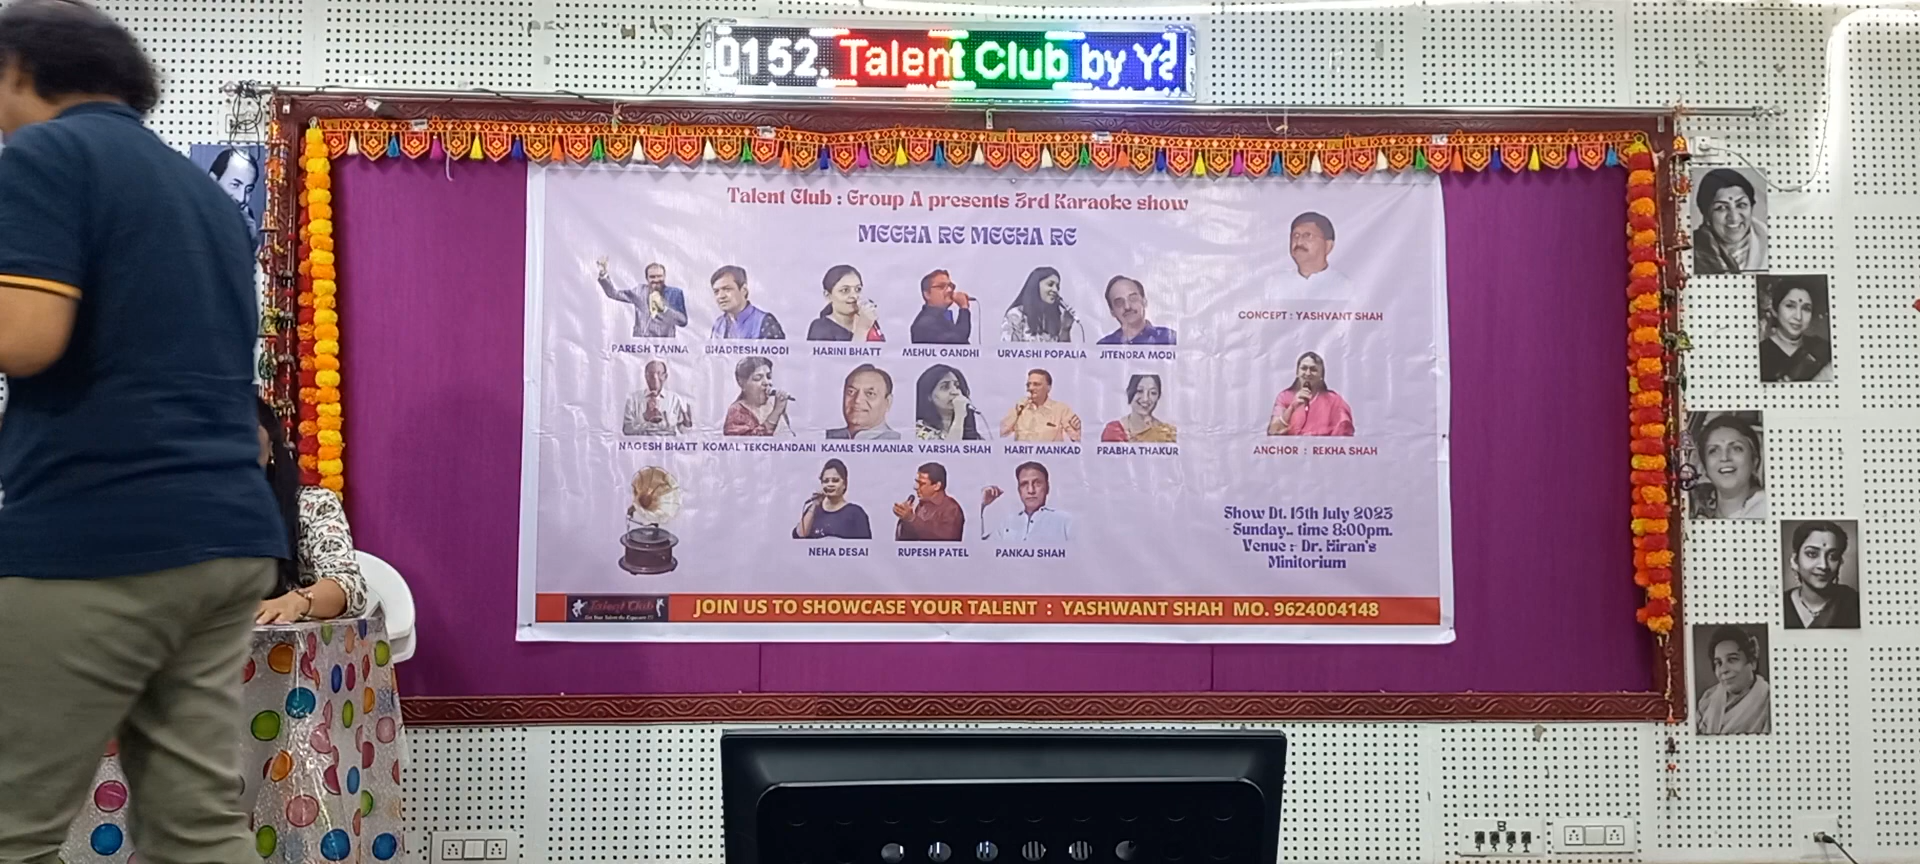 0152. Talent Club by
Talent Club : Group A presents 3rd Karaoke show
MEGHA RE MEGHA RE
CONCEPT : YASHVANT SHAH
PARESH TANNA BHADRESH MODI HARINI BHATT MEHUL GANDHI URVASHI POPALIA JITENDRA MODI
NAGESH BHATT KOMAL TEKCHANDANI KAMLESH MANIAR VARSHA SHAH HARIT MANKAD PRABHA THAKUR
ANCHOR : REKHA SHAH
NEHA DESAI RUPESH PATEL PANKAJ SHAH
Show Dt. 16th July 2023
Sunday.. time 8:00pm.
Venue :- Dr. Hiran's
Minitorium
Talent Club
JOIN US TO SHOWCASE YOUR TALENT : YASHWANT SHAH MO. 9624004148